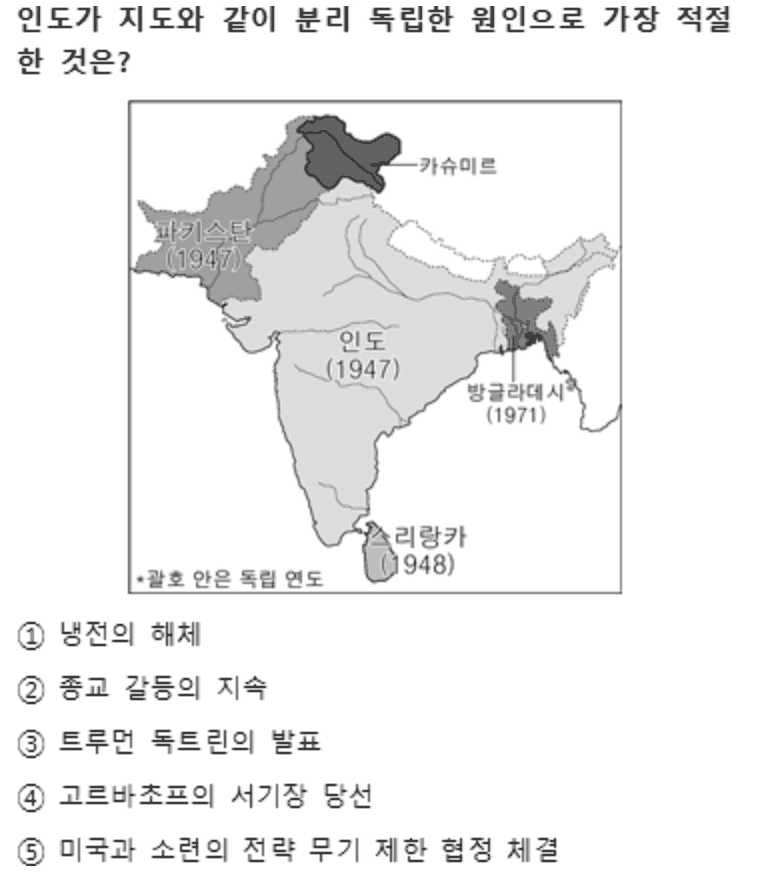 인도가 지도와 같이 분리 독립한 원인으로 가장 적절
한 것은?
카슈미르
파키스탄
(1947)
인도
(1947)
방글라데시
(1971)
스리랑카
(1948)
*괄호 안은 독립 연도
① 냉전의 해체
② 종교 갈등의 지속
③ 트루먼 독트린의 발표
④ 고르바초프의 서기장 당선
⑤ 미국과 소련의 전략 무기 제한 협정 체결